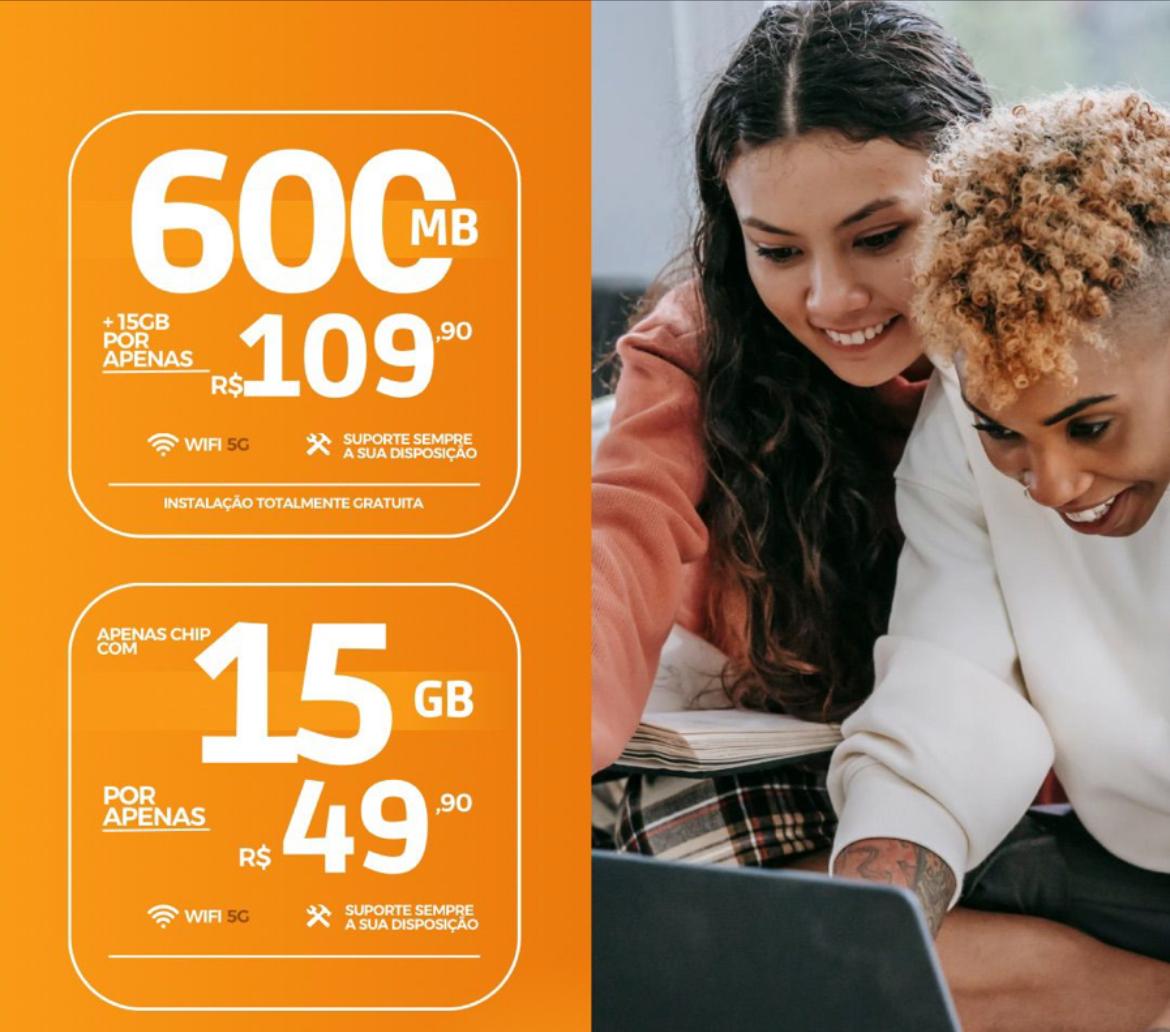 600 MB
+ 15GB
POR
APENAS
R$109,90
WIFI 5G
SUPORTE SEMPRE
A SUA DISPOSIÇÃO
INSTALAÇÃO TOTALMENTE GRATUITA
APENAS CHIP
COM
15 GB
POR
APENAS
R$ 49,90
WIFI 5G
SUPORTE SEMPRE
A SUA DISPOSIÇÃO